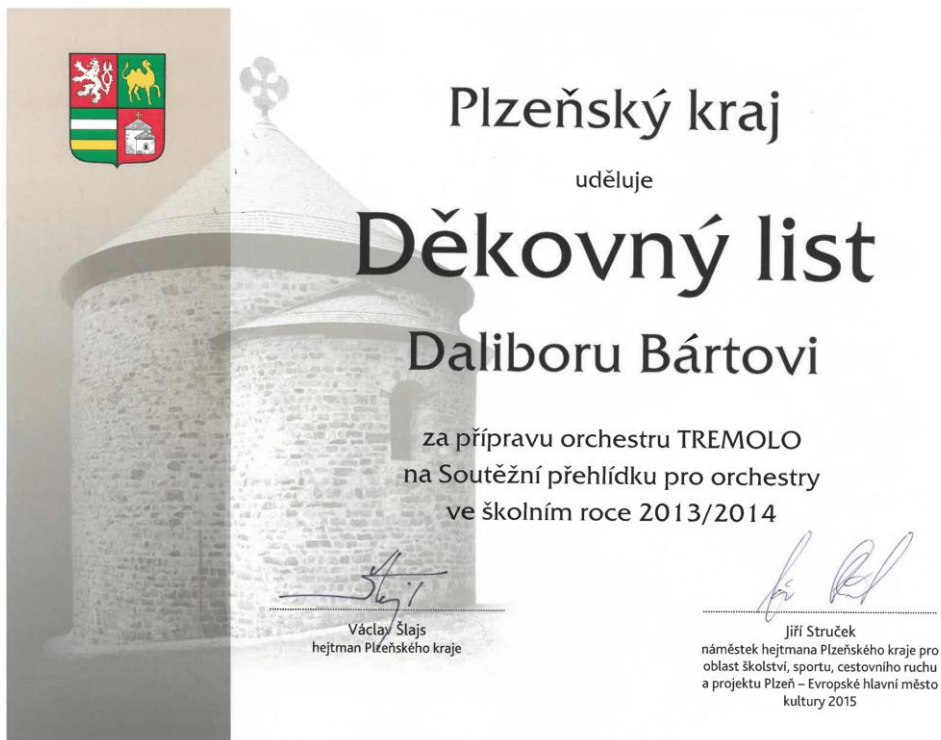 Plzeňský kraj
uděluje
Děkovný list
Daliboru Bártovi
za přípravu orchestru TREMOLO
na Soutěžní přehlídku pro orchestry
ve školním roce 2013/2014
Václav Šlajs
hejtman Plzeňského kraje
Jiří Struček
náměstek hejtmana Plzeňského kraje pro
oblast školství, sportu, cestovního ruchu
a projektu Plzeň – Evropské hlavní město
kultury 2015